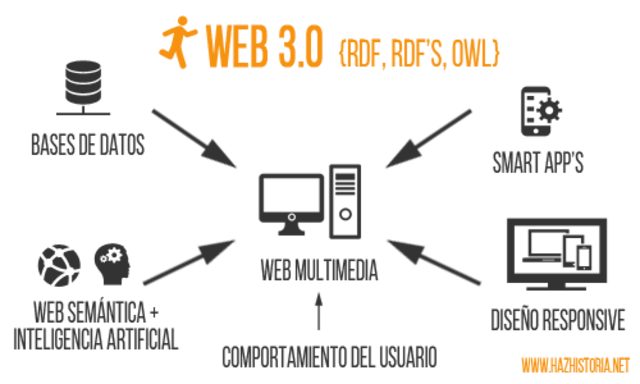 WEB 3.0 {RDF, RDF'S, OWL}
BASES DE DATOS
SMART APP'S
WEB MULTIMEDIA
WEB SEMÁNTICA +
INTELIGENCIA ARTIFICIAL
DISEÑO RESPONSIVE
COMPORTAMIENTO DEL USUARIO
WWW.HAZHISTORIA.NET